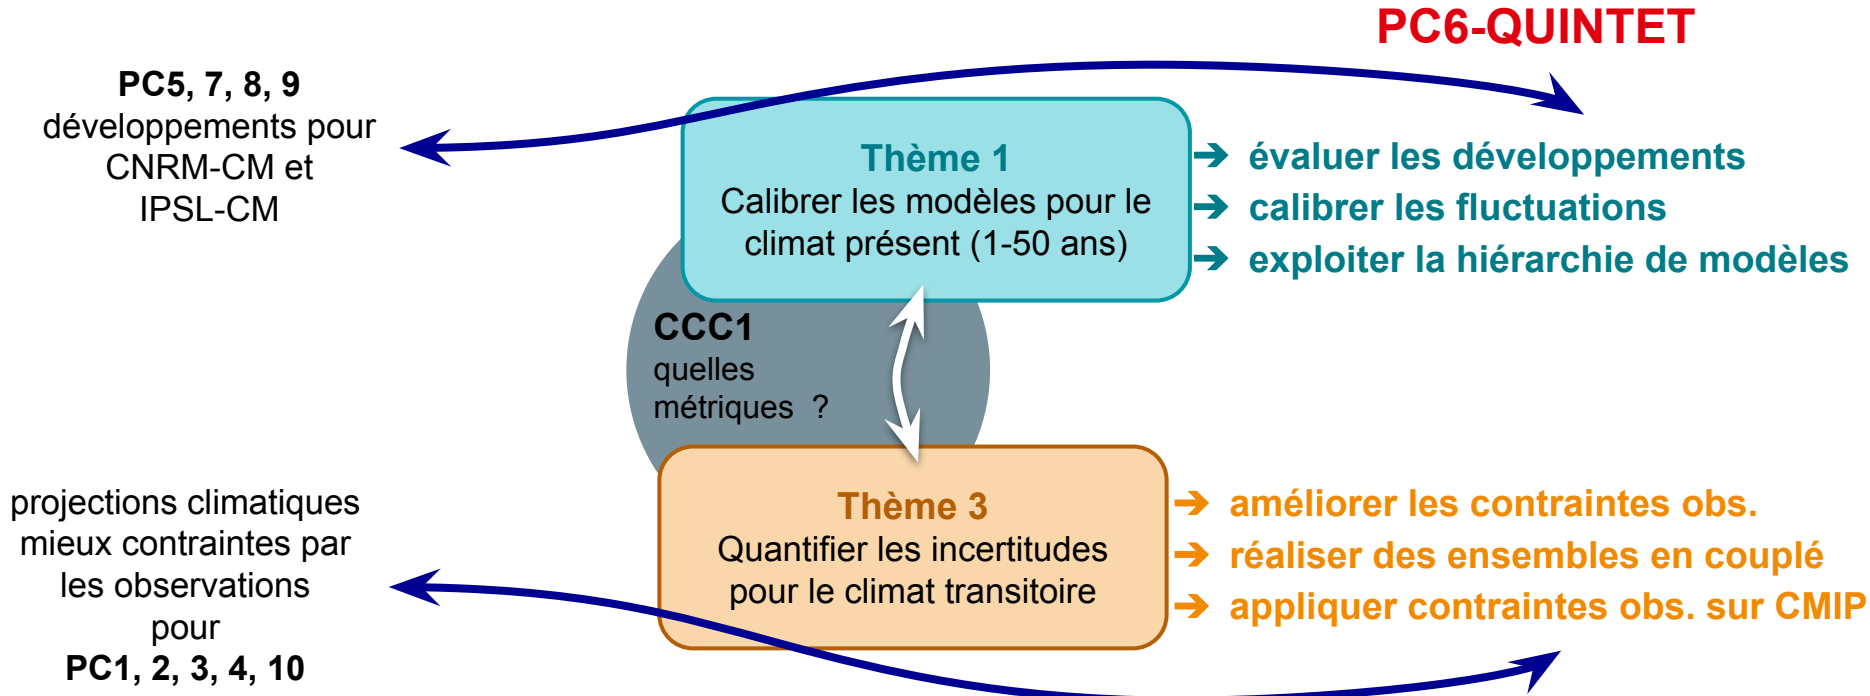 PC6-QUINTET
PC5, 7, 8, 9
développements pour
CNRM-CM et
IPSL-CM
Thème 1
Calibrer les modèles pour le
climat présent (1-50 ans)
➔ évaluer les développements
➔ calibrer les fluctuations
➔ exploiter la hiérarchie de modèles
CCC1
quelles
métriques ?
projections climatiques
mieux contraintes par
les observations
pour
PC1, 2, 3, 4, 10
Thème 3
Quantifier les incertitudes
pour le climat transitoire
➔ améliorer les contraintes obs.
➔ réaliser des ensembles en couplé
➔ appliquer contraintes obs. sur CMIP